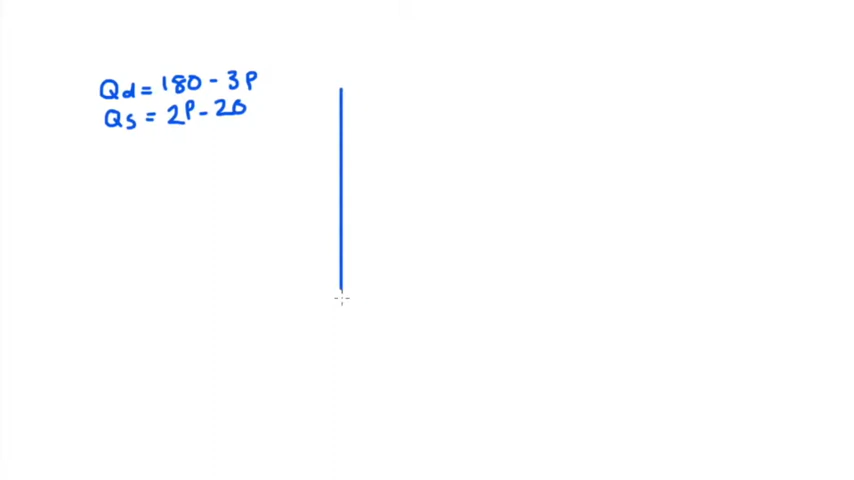 Qd = 180 - 3P
Qs = 2P - 20